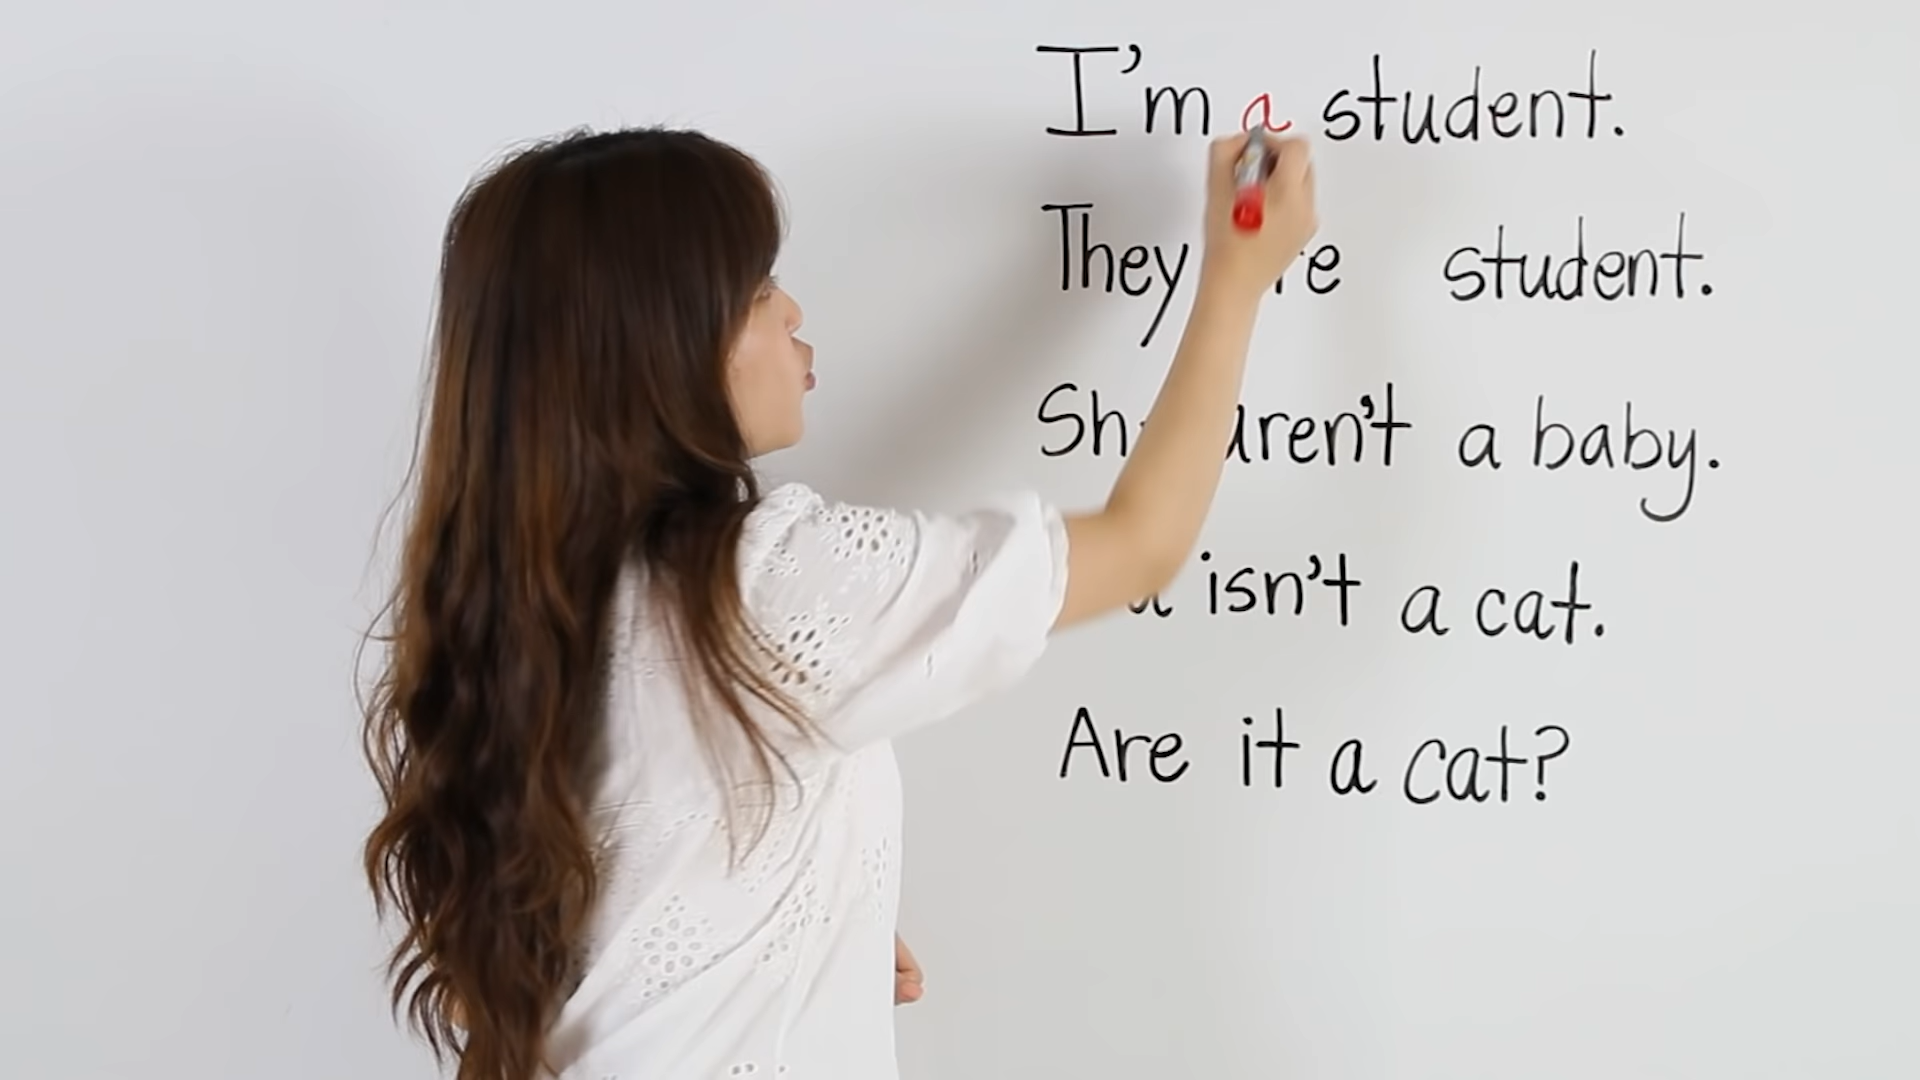 I'm a student.
They student.
aren't a baby.
isn't a cat.
Are it a cat?